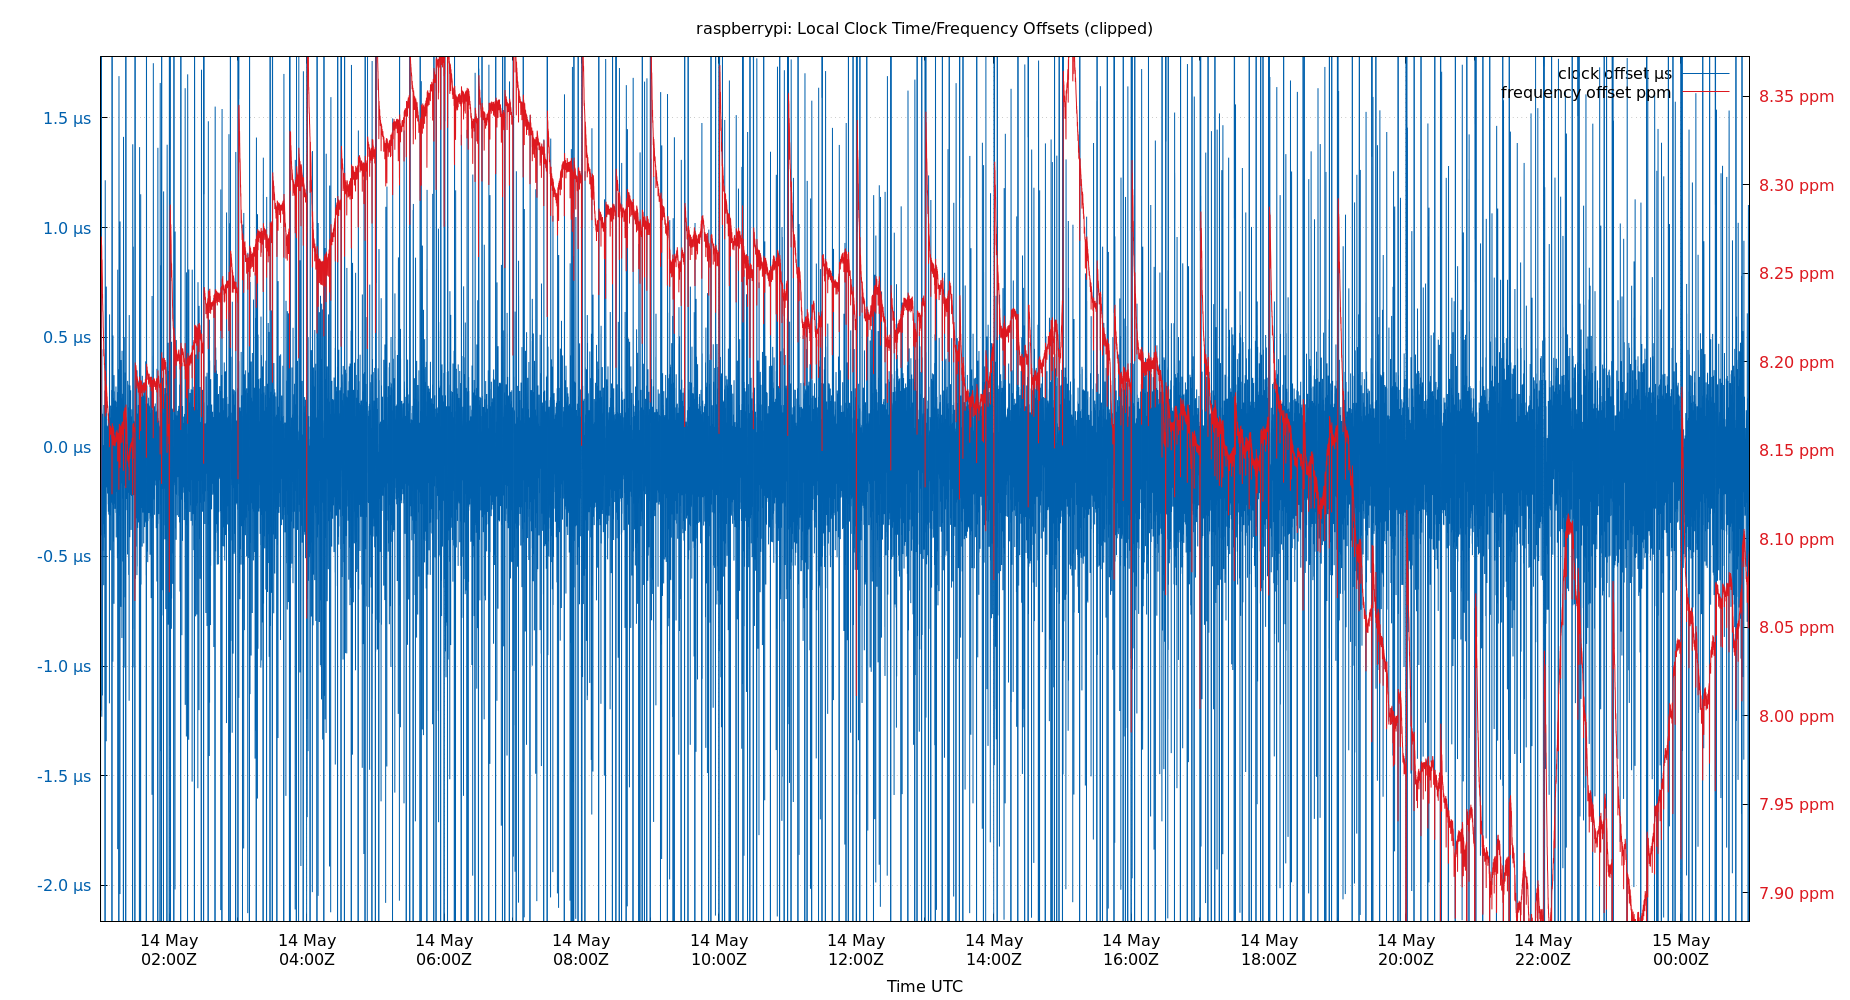 raspberrypi: Local Clock Time/Frequency Offsets (clipped)
clock offset µs
frequency offset ppm
1.5 µs
1.0 µs
0.5 µs
0.0 µs
-0.5 µs
-1.0 µs
-1.5 µs
-2.0 µs
8.35 ppm
8.30 ppm
8.25 ppm
8.20 ppm
8.15 ppm
8.10 ppm
8.05 ppm
8.00 ppm
7.95 ppm
7.90 ppm
14 May 14 May 14 May 14 May 14 May 14 May 14 May 14 May 14 May 14 May 14 May 15 May
02:00Z 04:00Z 06:00Z 08:00Z 10:00Z 12:00Z 14:00Z 16:00Z 18:00Z 20:00Z 22:00Z 00:00Z
Time UTC